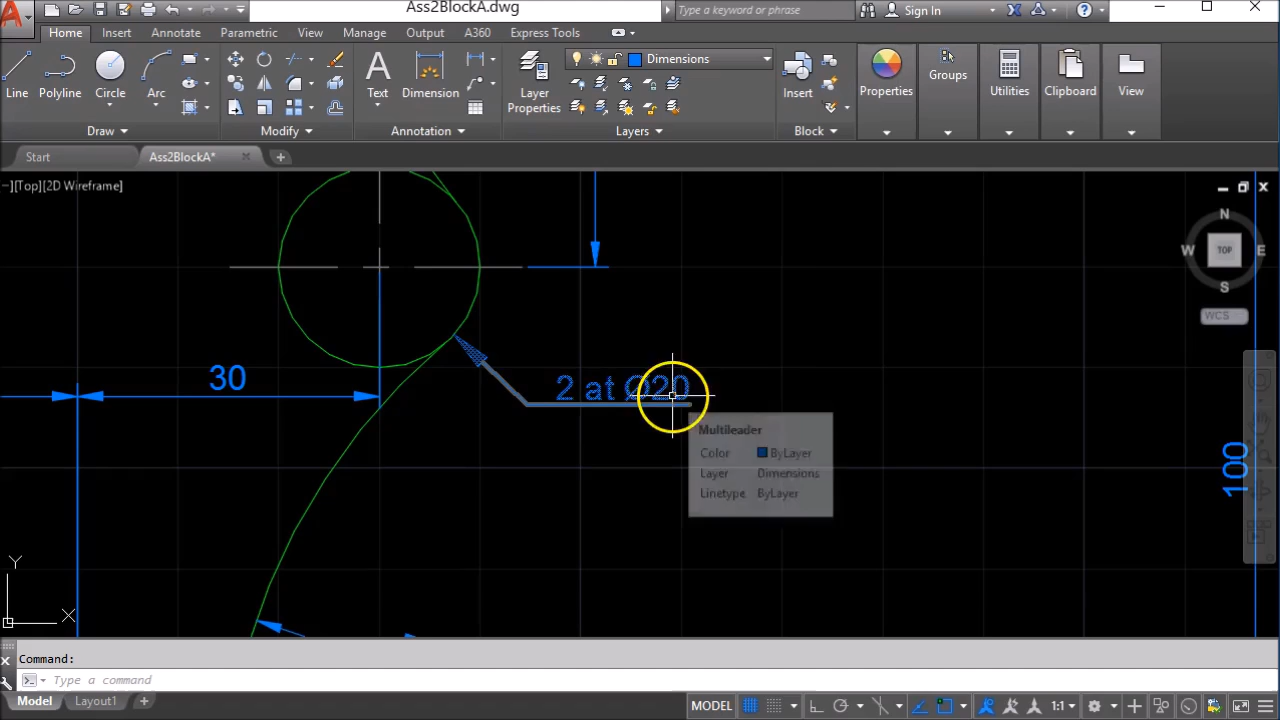 Ass2BlockA.dwg
Type a keyword or phrase
Sign In
Home Insert Annotate Parametric View Manage Output A360 Express Tools
Dimensions
Line Polyline Circle Arc
Text Dimension
Layer Properties
Insert
Properties Groups Utilities Clipboard View
Draw Modify Annotation Layers Block
Start Ass2BlockA*
−][Top][2D Wireframe]
N
W TOP E
S
WCS
30
2 at Ø20
Multileader
Color ByLayer
Layer Dimensions
Linetype ByLayer
100
Y
X
Command:
Type a command
Model Layout1 +
MODEL 1:1